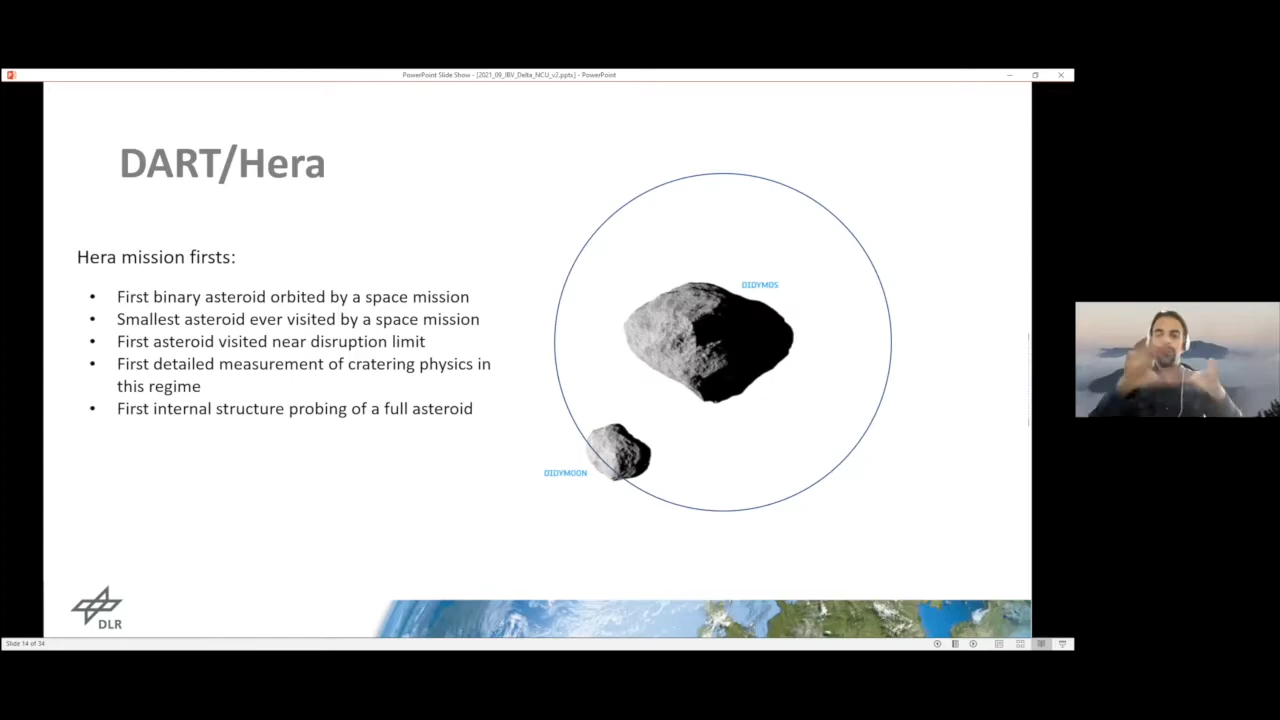 PowerPoint Slide Show - [2021_09_JBV_Delta_NCU_v2.pptx] - PowerPoint
DART/Hera
Hera mission firsts:
• First binary asteroid orbited by a space mission
• Smallest asteroid ever visited by a space mission
• First asteroid visited near disruption limit
• First detailed measurement of cratering physics in
this regime
• First internal structure probing of a full asteroid
DIDYMOS
DIDYMOON
DLR
Slide 14 of 34